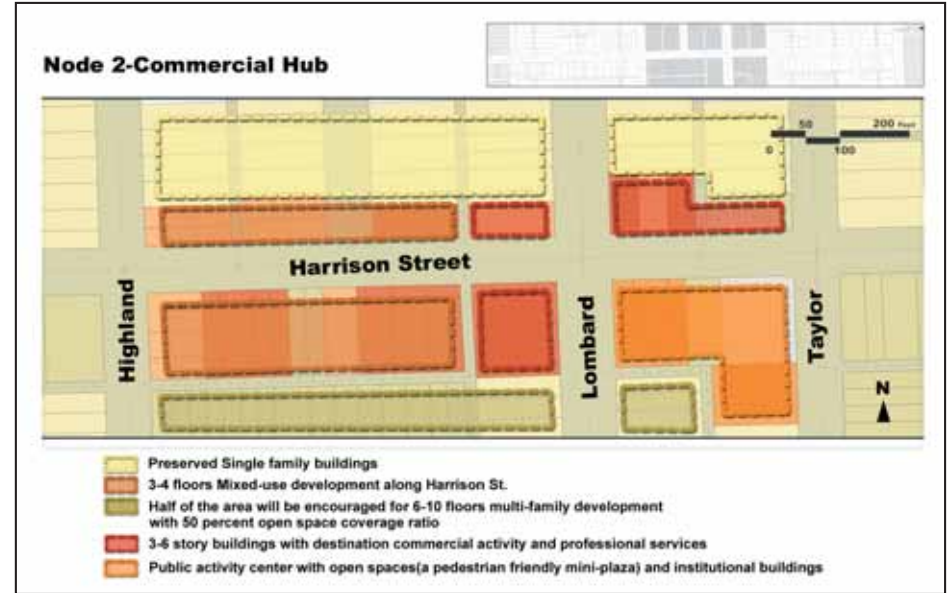 Node 2-Commercial Hub
50
200 Feet
0
100
Harrison Street
Highland
Lombard
Taylor
N
Preserved Single family buildings
3-4 floors Mixed-use development along Harrison St.
Half of the area will be encouraged for 6-10 floors multi-family development
with 50 percent open space coverage ratio
3-6 story buildings with destination commercial activity and professional services
Public activity center with open spaces(a pedestrian friendly mini-plaza) and institutional buildings